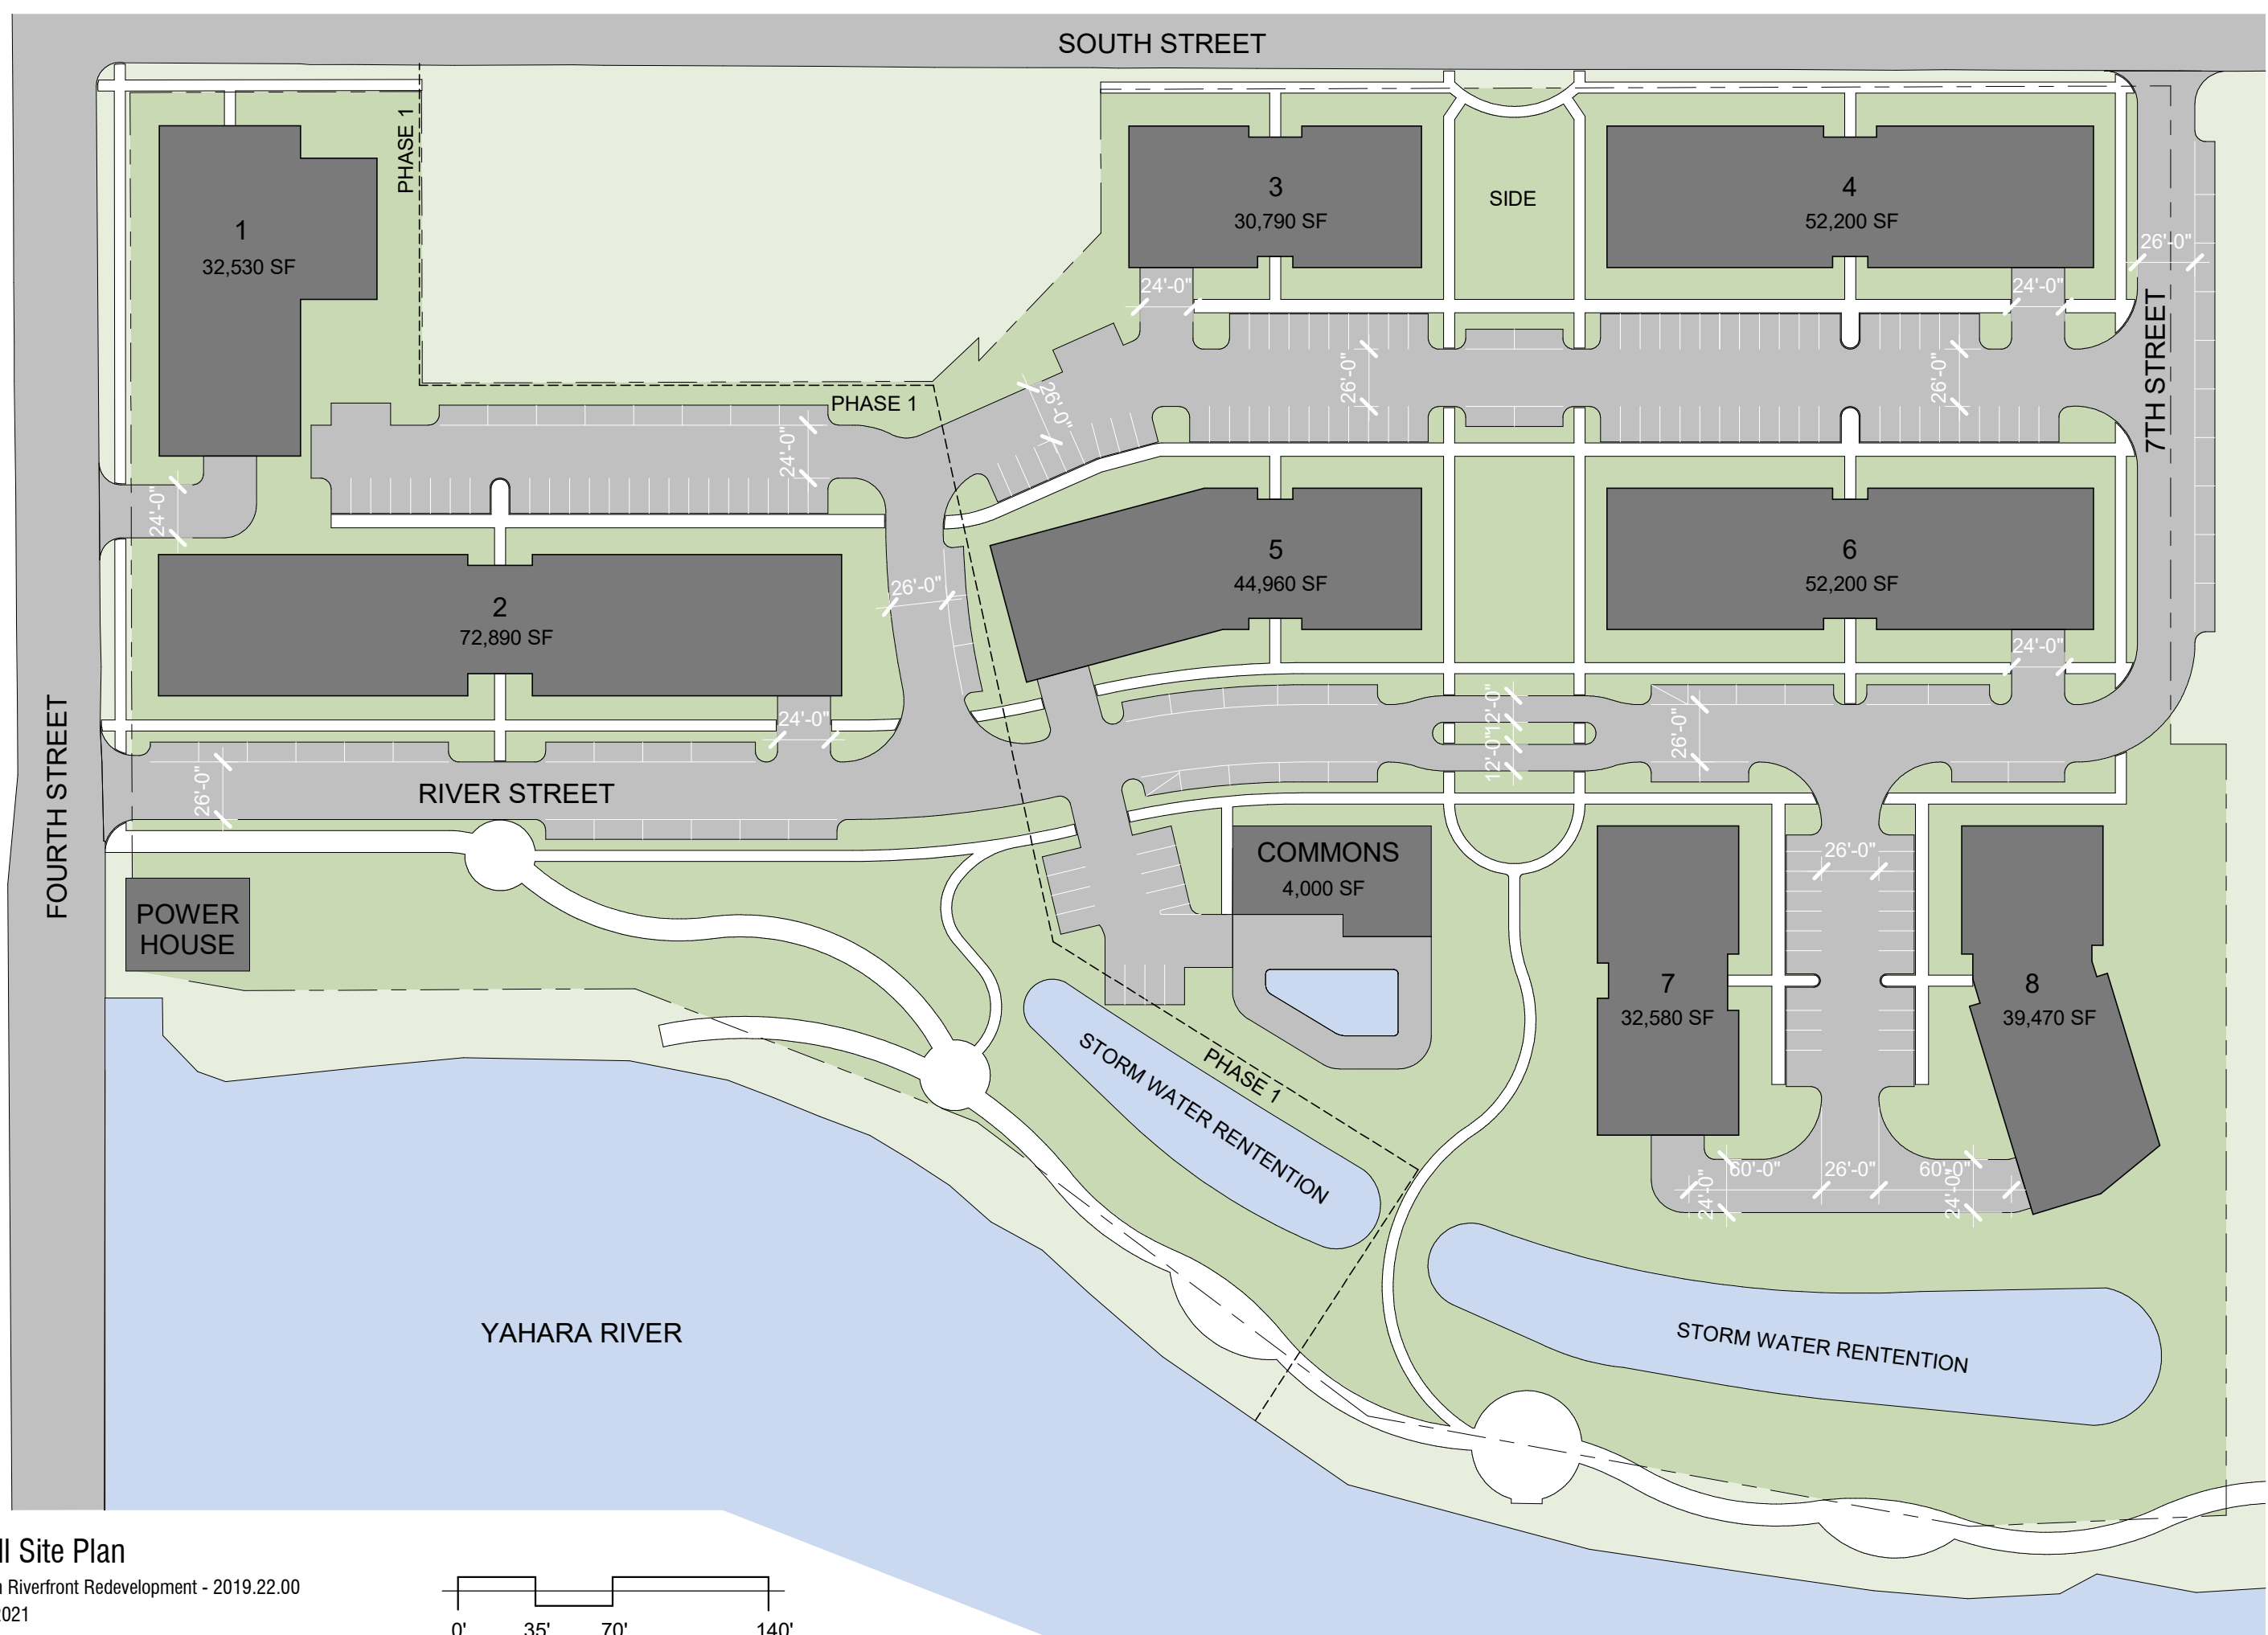 SOUTH STREET
PHASE 1
1
32,530 SF
3
30,790 SF
SIDE
4
52,200 SF
26'-0"
24'-0"
24'-0"
7TH STREET
26'-0"
26'-0"
26'-0"
PHASE 1
24'-0"
24'-0"
2
72,890 SF
26'-0"
5
44,960 SF
6
52,200 SF
24'-0"
24'-0"
12'-0"
12'-0"
26'-0"
FOURTH STREET
26'-0"
RIVER STREET
COMMONS
4,000 SF
26'-0"
POWER
HOUSE
7
32,580 SF
8
39,470 SF
STORM WATER RENTENTION
PHASE 1
60'-0"
26'-0"
60'-0"
24'-0"
24'-0"
YAHARA RIVER
STORM WATER RENTENTION
ll Site Plan
Riverfront Redevelopment - 2019.22.00
2021
0'
35'
70'
140'